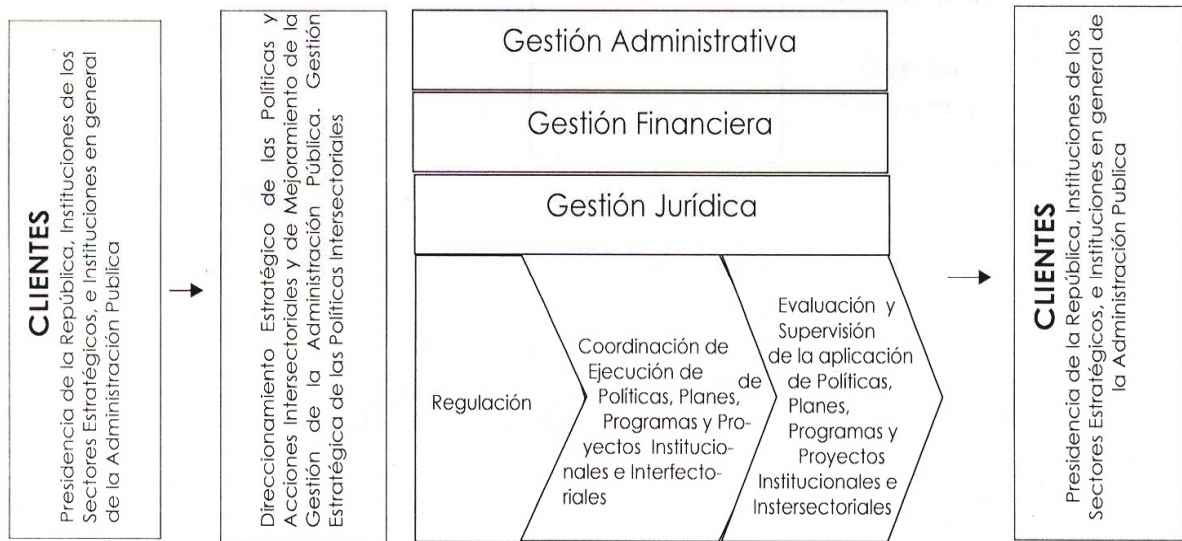 CLIENTES
Presidencia de la República, Instituciones de los
Sectores Estratégicos, e Instituciones en general
de la Administración Publica
Direccionamiento Estratégico de las Políticas y
Acciones Intersectoriales y de Mejoramiento de la
Gestión de la Administración Pública. Gestión
Estratégica de las Políticas Intersectoriales
Gestión Administrativa
Gestión Financiera
Gestión Jurídica
Regulación
Coordinación de
Ejecución de de
Políticas, Planes,
Programas y Pro-
yectos Institucio-
nales e Interfecto-
riales
Evaluación y
Supervisión
de la aplicación
de Políticas,
Planes,
Programas y
Proyectos
Institucionales e
Instersectoriales
CLIENTES
Presidencia de la República, Instituciones de los
Sectores Estratégicos, e Instituciones en general de
la Administración Publica